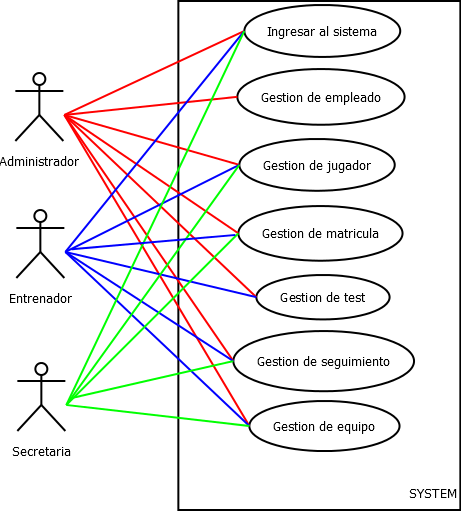 Ingresar al sistema
Gestion de empleado
Administrador
Gestion de jugador
Gestion de matricula
Entrenador
Gestion de test
Gestion de seguimiento
Gestion de equipo
Secretaria
SYSTEM